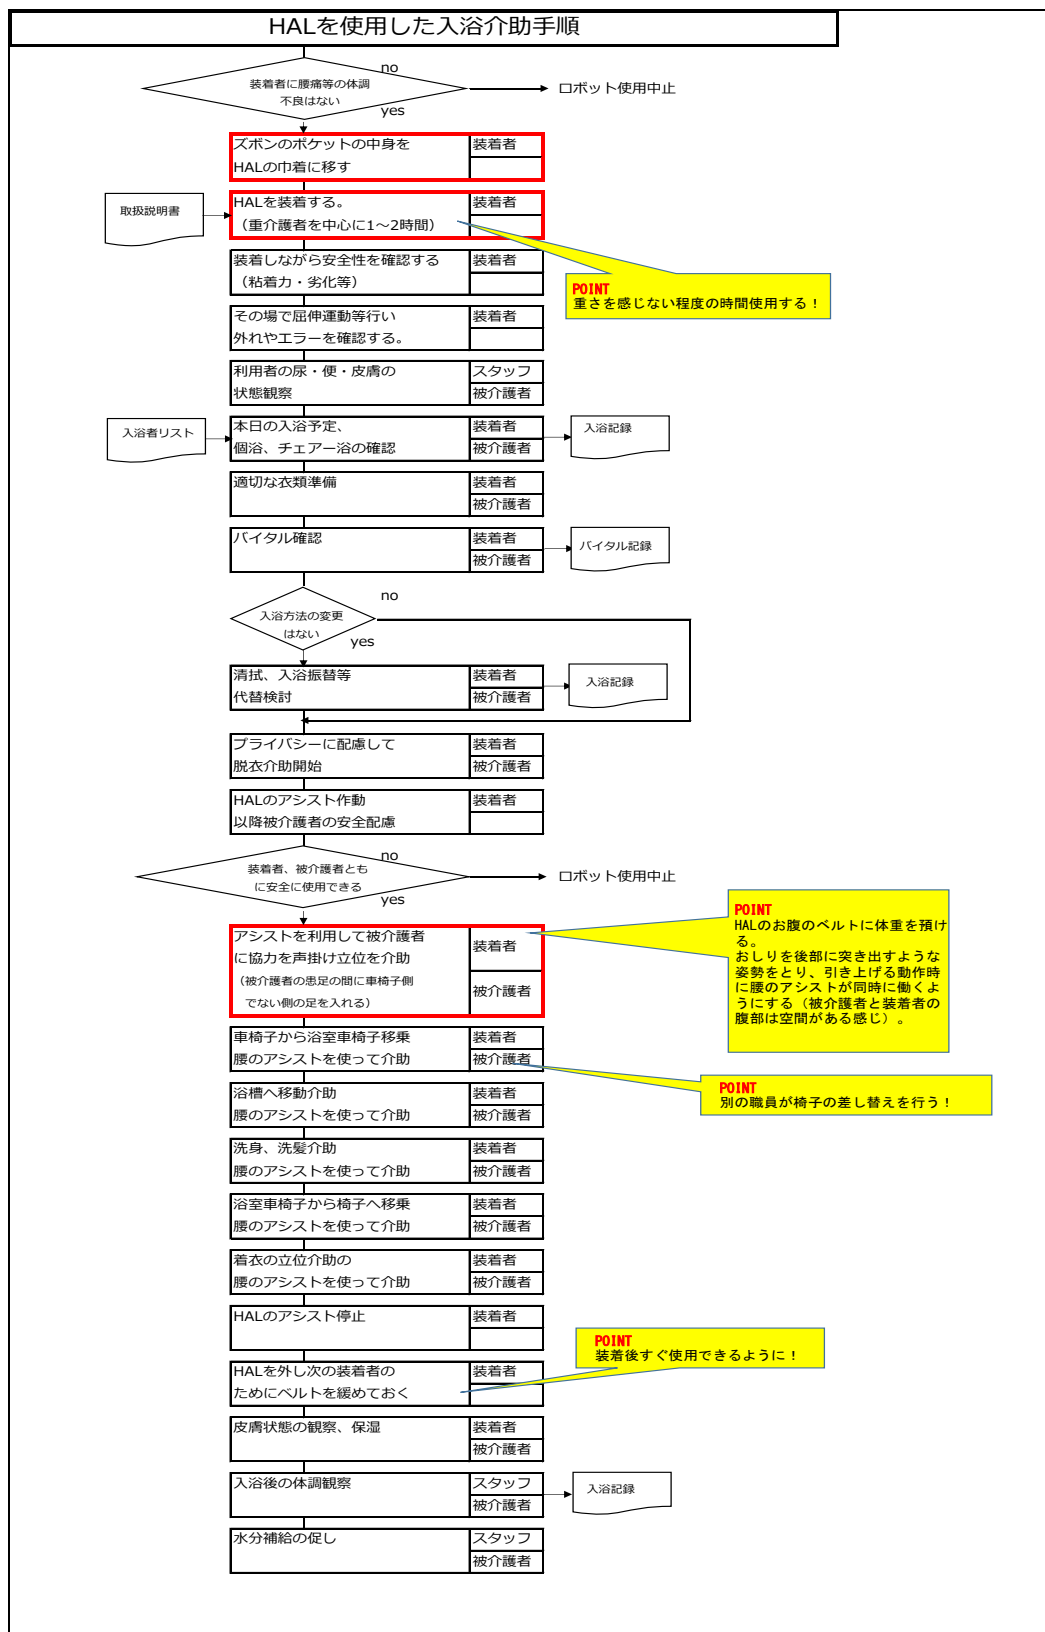 HALを使用した入浴介助手順
no
装着者に腰痛等の体調
不良はない
ロボット使用中止
yes
ズボンのポケットの中身を
装着者
HALの巾着に移す
取扱説明書
HALを装着する。
装着者
（重介護者を中心に1～2時間）
装着しながら安全性を確認する
装着者
（粘着力・劣化等）
POINT
重さを感じない程度の時間使用する！
その場で屈伸運動等行い
装着者
外れやエラーを確認する。
利用者の尿・便・皮膚の
スタッフ
状態観察
被介護者
入浴者リスト
本日の入浴予定、
装着者
入浴記録
個浴、チェアー浴の確認
被介護者
適切な衣類準備
装着者
被介護者
バイタル確認
装着者
バイタル記録
被介護者
no
入浴方法の変更
はない
yes
清拭、入浴振替等
装着者
入浴記録
代替検討
被介護者
プライバシーに配慮して
装着者
脱衣介助開始
被介護者
HALのアシスト作動
装着者
以降被介護者の安全配慮
no
装着者、被介護者とも
に安全に使用できる
ロボット使用中止
yes
POINT
HALのお腹のベルトに体重を預け
る。
おしりを後部に突き出すような
姿勢をとり、引き上げる動作時
に腰のアシストが同時に働くよ
うにする（被介護者と装着者の
腹部は空間がある感じ）。
アシストを利用して被介護者
装着者
に協力を声掛け立位を介助
（被介護者の患足の間に車椅子側
被介護者
でない側の足を入れる）
車椅子から浴室車椅子移乗
装着者
腰のアシストを使って介助
被介護者
POINT
別の職員が椅子の差し替えを行う！
浴槽へ移動介助
装着者
腰のアシストを使って介助
被介護者
洗身、洗髪介助
装着者
腰のアシストを使って介助
被介護者
浴室車椅子から椅子へ移乗
装着者
腰のアシストを使って介助
被介護者
着衣の立位介助の
装着者
腰のアシストを使って介助
被介護者
HALのアシスト停止
装着者
POINT
装着後すぐ使用できるように！
HALを外し次の装着者の
装着者
ためにベルトを緩めておく
皮膚状態の観察、保湿
装着者
被介護者
入浴後の体調観察
スタッフ
入浴記録
被介護者
水分補給の促し
スタッフ
被介護者